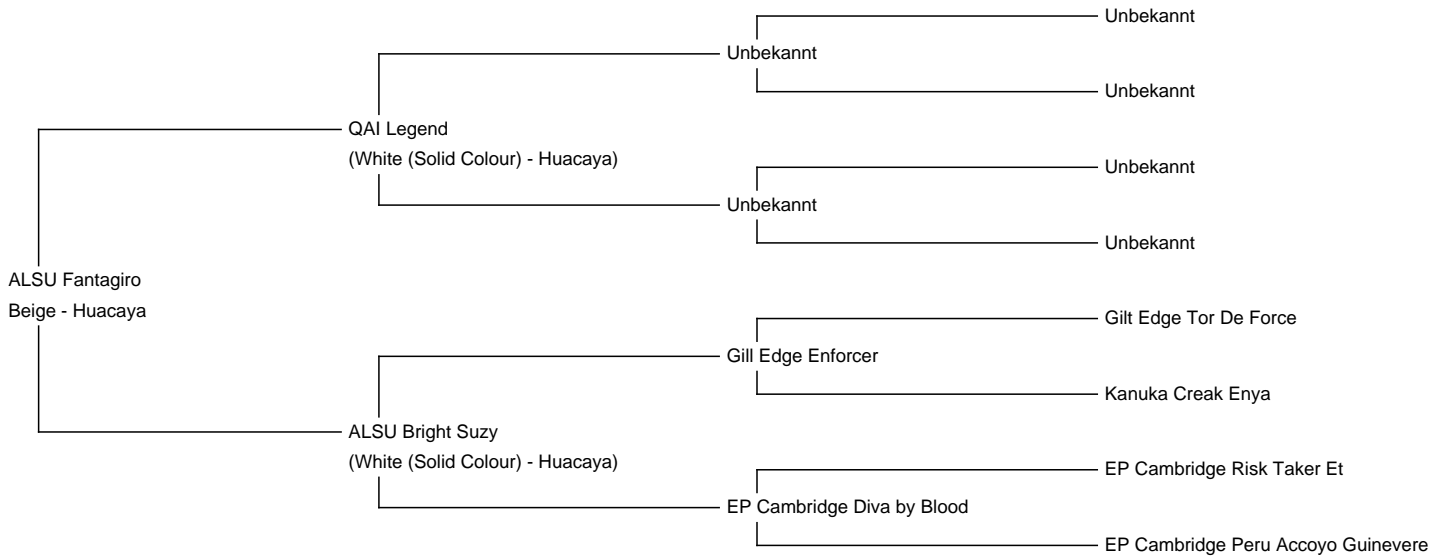 Unbekannt
Unbekannt
Unbekannt
QAI Legend
(White (Solid Colour) - Huacaya)
Unbekannt
Unbekannt
Unbekannt
ALSU Fantagiro
Beige - Huacaya
Gilt Edge Tor De Force
Gill Edge Enforcer
Kanuka Creak Enya
ALSU Bright Suzy
(White (Solid Colour) - Huacaya)
EP Cambridge Risk Taker Et
EP Cambridge Diva by Blood
EP Cambridge Peru Accoyo Guinevere